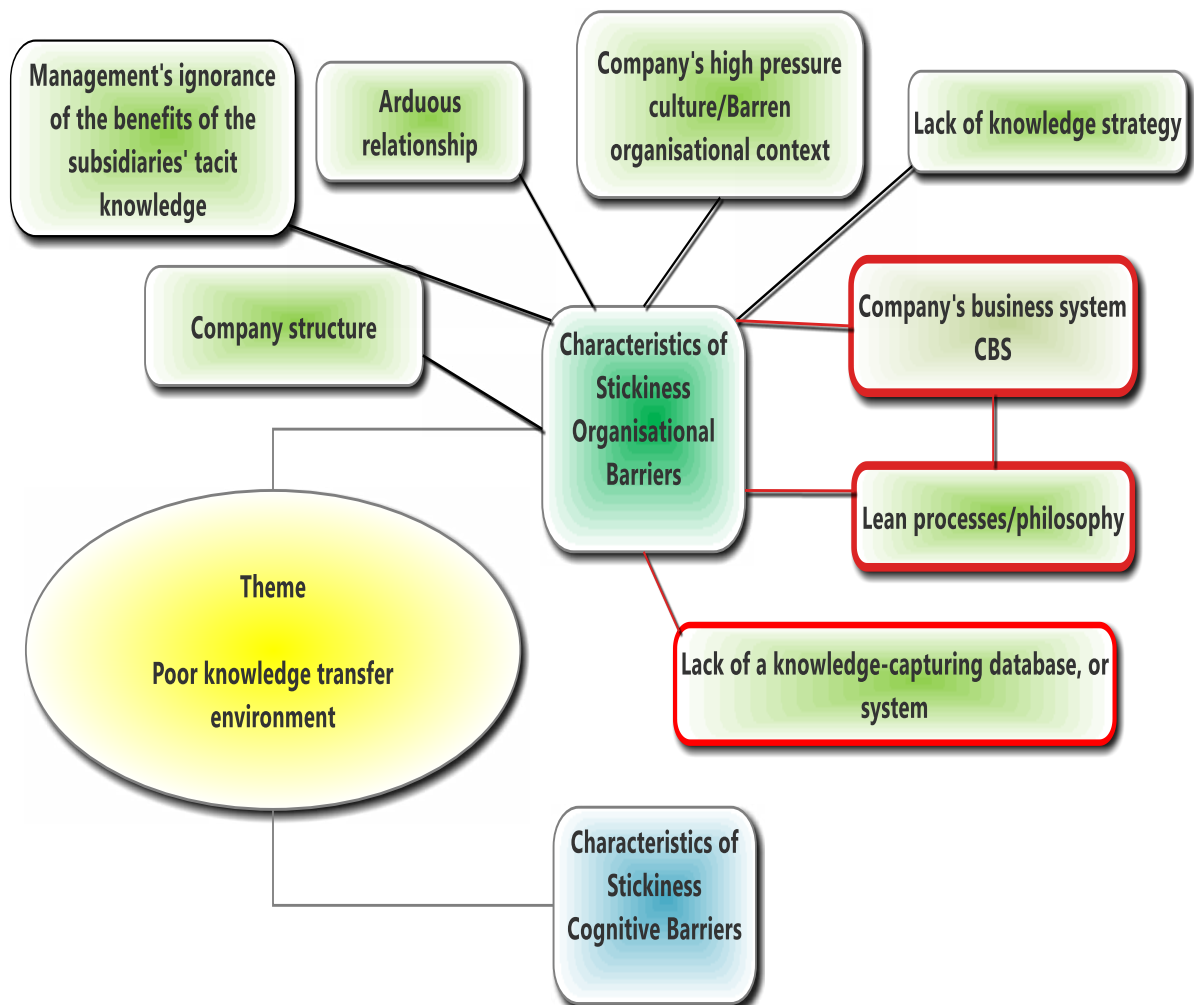 Management's ignorance
of the benefits of the
subsidiaries' tacit
knowledge
Arduous
relationship
Company's high pressure
culture/Barren
organisational context
Lack of knowledge strategy
Company structure
Characteristics of
Stickiness
Organisational
Barriers
Company's business system
CBS
Lean processes/philosophy
Lack of a knowledge-capturing database, or
system
Theme
Poor knowledge transfer
environment
Characteristics of
Stickiness
Cognitive Barriers